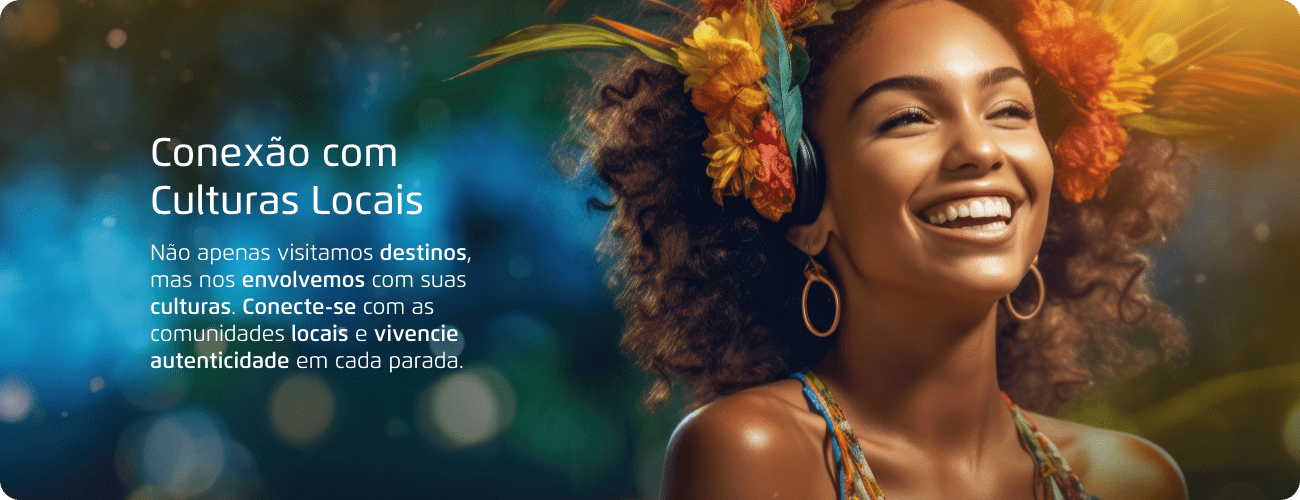 Conexão com
Culturas Locais
Não apenas visitamos destinos,
mas nos envolvemos com suas
culturas. Conecte-se com as
comunidades locais e vivencie
autenticidade em cada parada.